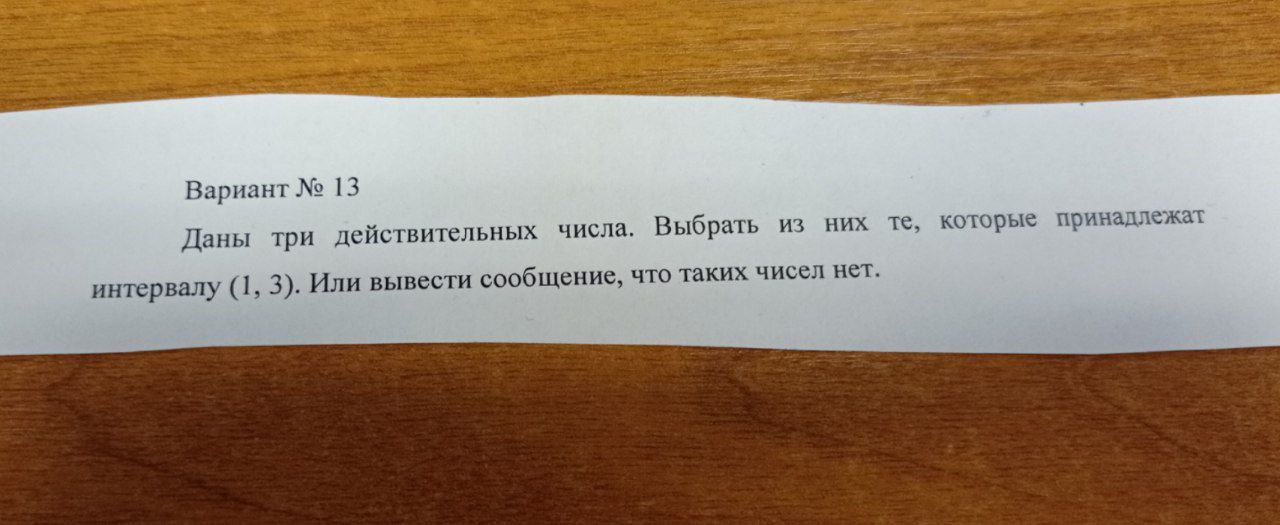 Вариант № 13
Даны три действительных числа. Выбрать из них те, которые принадлежат
интервалу (1, 3). Или вывести сообщение, что таких чисел нет.